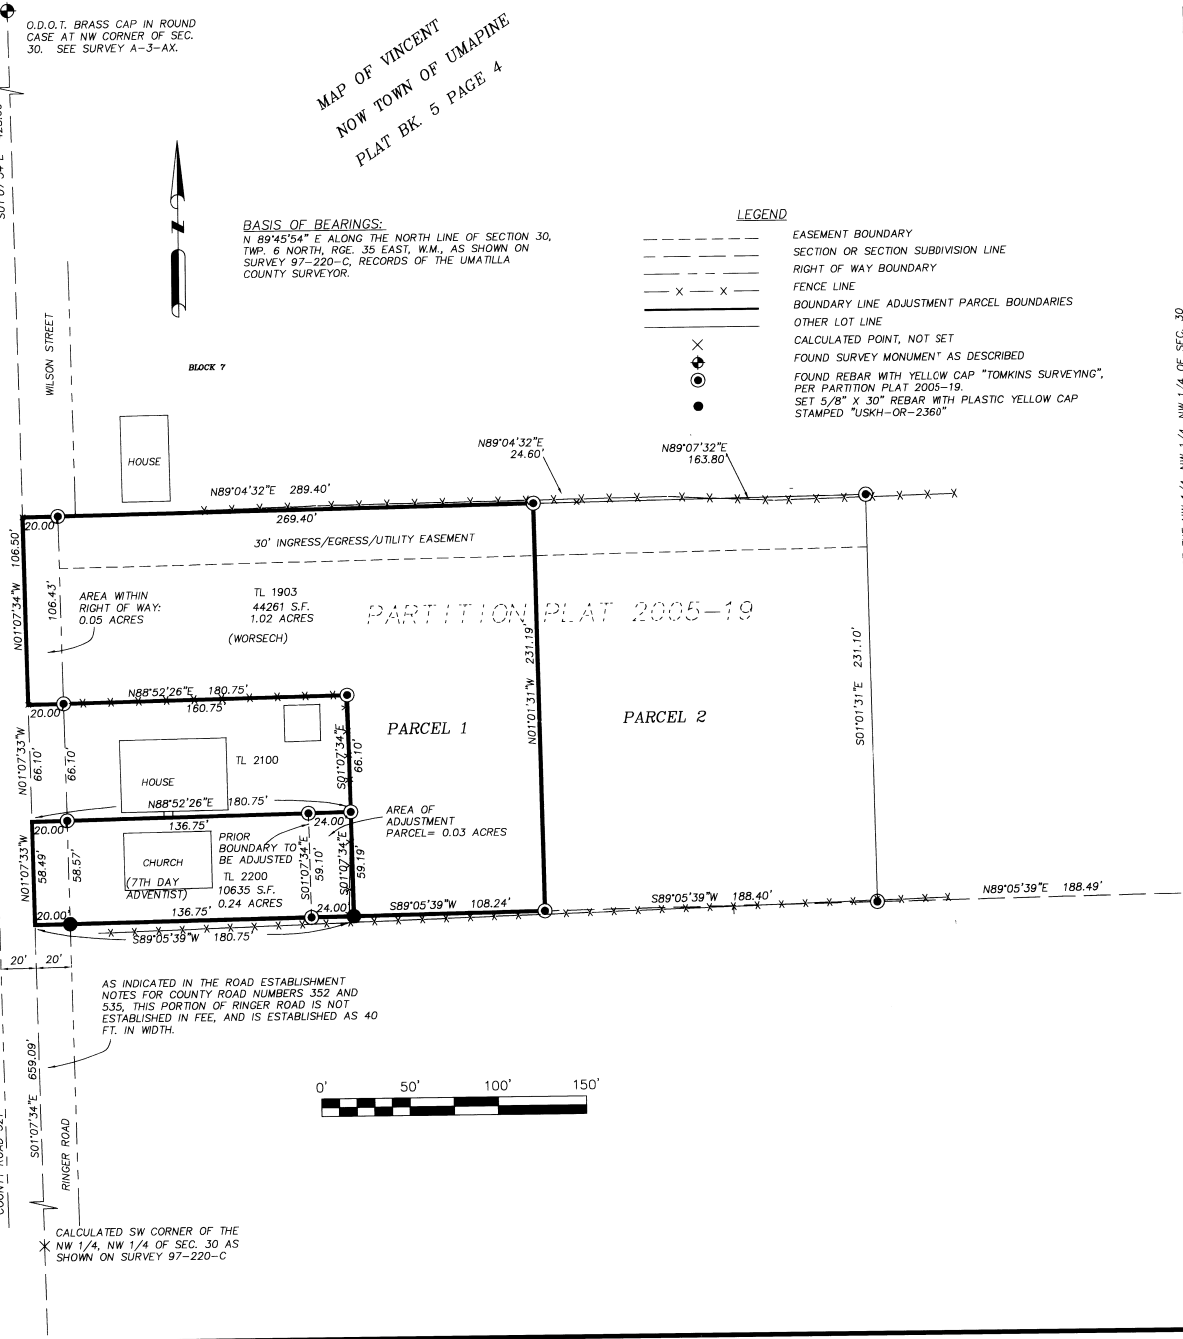 O.D.O.T. BRASS CAP IN ROUND
CASE AT NW CORNER OF SEC.
30. SEE SURVEY A-3-AX.
MAP OF VINCENT
NOW TOWN OF UMAPINE
PLAT BK. 5 PAGE 4
BASIS OF BEARINGS:
N 89°45'54" E ALONG THE NORTH LINE OF SECTION 30,
TWP. 6 NORTH, RGE. 35 EAST, W.M., AS SHOWN ON
SURVEY 97-220-C, RECORDS OF THE UMATILLA
COUNTY SURVEYOR.
LEGEND
EASEMENT BOUNDARY
SECTION OR SECTION SUBDIVISION LINE
RIGHT OF WAY BOUNDARY
FENCE LINE
BOUNDARY LINE ADJUSTMENT PARCEL BOUNDARIES
OTHER LOT LINE
CALCULATED POINT, NOT SET
FOUND SURVEY MONUMENT AS DESCRIBED
FOUND REBAR WITH YELLOW CAP "TOMKINS SURVEYING",
PER PARTITION PLAT 2005-19.
SET 5/8" X 30" REBAR WITH PLASTIC YELLOW CAP
STAMPED "USKH-OR-2360"
WILSON STREET
BLOCK 7
HOUSE
N89°04'32"E
24.60'
N89°07'32"E
163.80'
NW 1/4, NW 1/4 OF SEC. 30
N89°04'32"E 289.40'
20.00'
269.40'
30' INGRESS/EGRESS/UTILITY EASEMENT
N01°07'34"W 106.50'
106.43'
AREA WITHIN
RIGHT OF WAY:
0.05 ACRES
TL 1903
44261 S.F.
1.02 ACRES
(WORSECH)
PARTITION PLAT 2005-19
N01°01'31"W 231.19'
S01°01'31"E 231.10'
N88°52'26"E 180.75'
20.00'
160.75'
PARCEL 1
PARCEL 2
N01°07'33"W
66.10'
66.10'
S01°07'34"E
66.10'
TL 2100
HOUSE
N88°52'26"E 180.75'
20.00'
136.75'
24.00'
AREA OF
ADJUSTMENT
PARCEL= 0.03 ACRES
PRIOR
BOUNDARY TO
BE ADJUSTED
N01°07'33"W
58.49'
58.57'
CHURCH
(7TH DAY
ADVENTIST)
TL 2200
10635 S.F.
0.24 ACRES
S01°07'34"E
59.10'
S01°07'34"E
59.19'
20.00'
136.75'
24.00'
S89°05'39"W 108.24'
S89°05'39"W 188.40'
N89°05'39"E 188.49'
S89°05'39"W 180.75'
20'
20'
AS INDICATED IN THE ROAD ESTABLISHMENT
NOTES FOR COUNTY ROAD NUMBERS 352 AND
535, THIS PORTION OF RINGER ROAD IS NOT
ESTABLISHED IN FEE, AND IS ESTABLISHED AS 40
FT. IN WIDTH.
S01°07'34"E 659.09'
RINGER ROAD
0'
50'
100'
150'
CALCULATED SW CORNER OF THE
NW 1/4, NW 1/4 OF SEC. 30 AS
SHOWN ON SURVEY 97-220-C